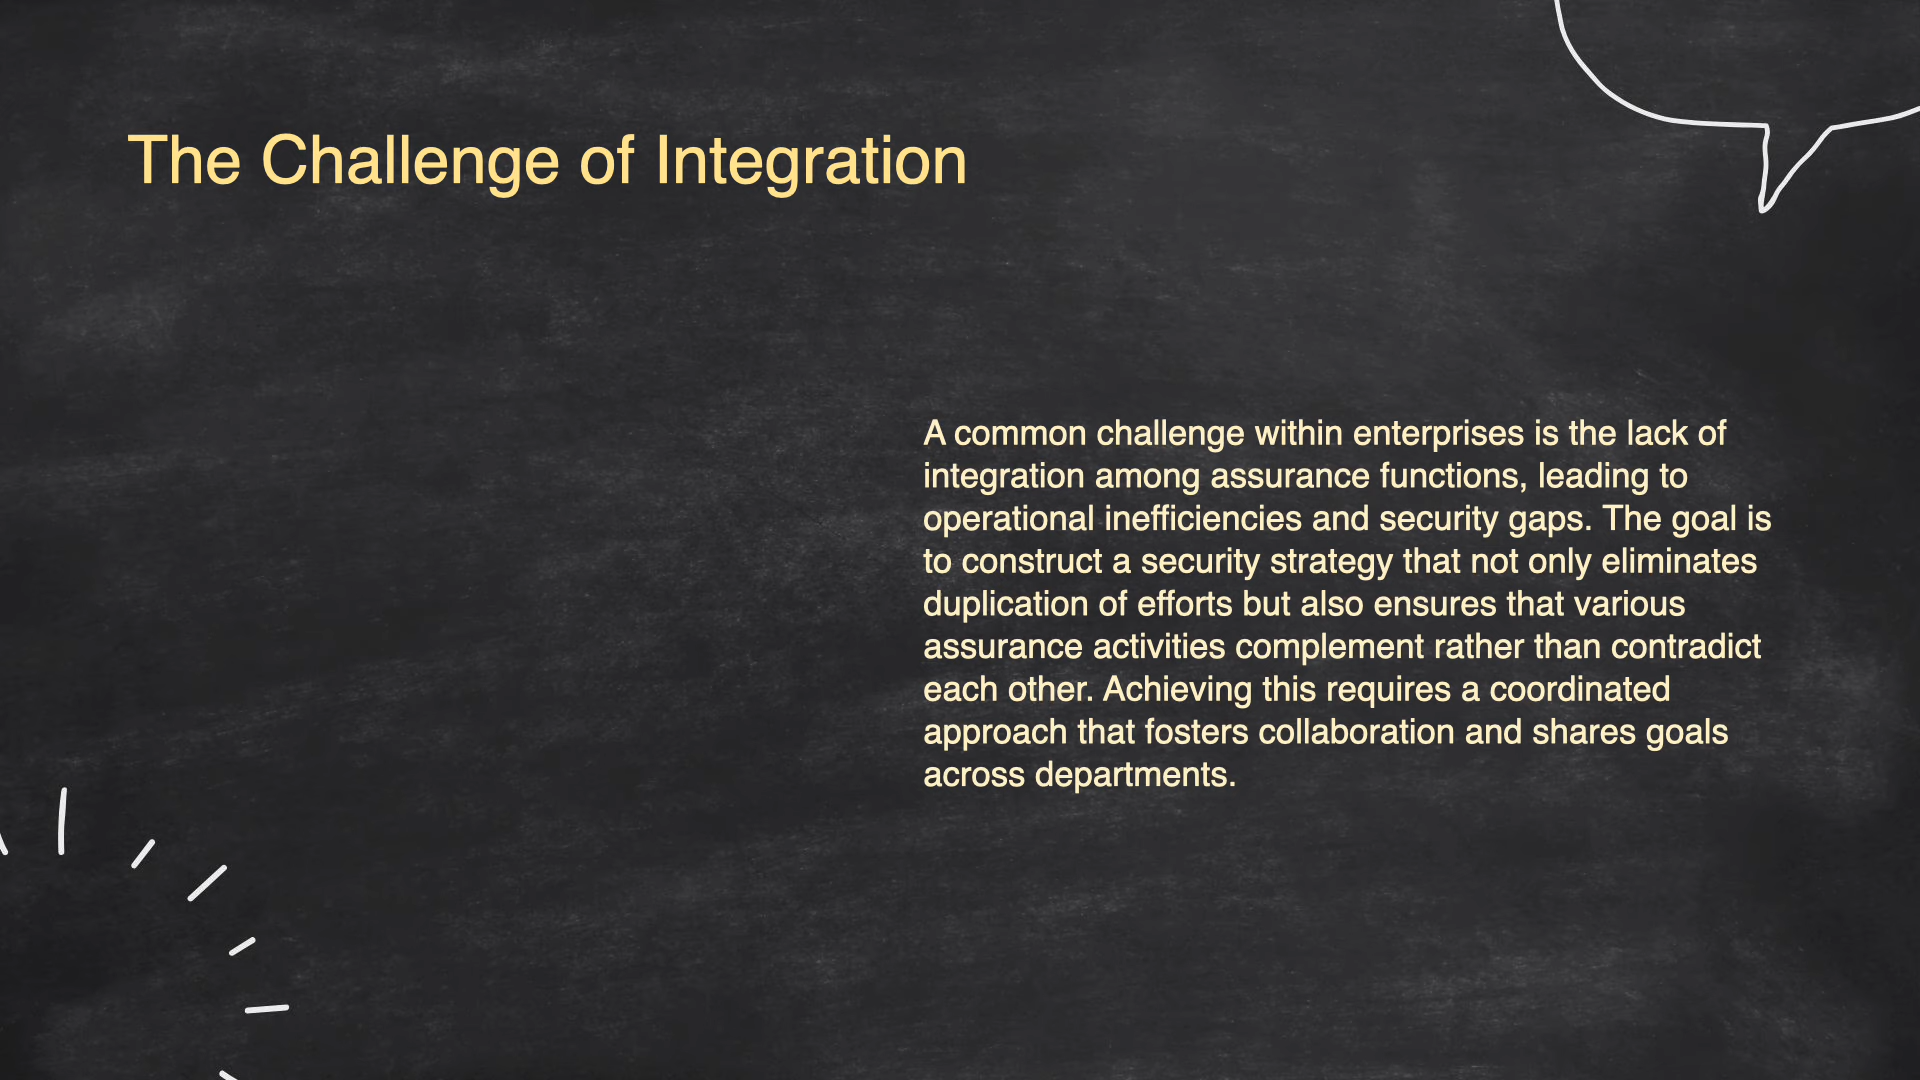 The Challenge of Integration
A common challenge within enterprises is the lack of
integration among assurance functions, leading to
operational inefficiencies and security gaps. The goal is
to construct a security strategy that not only eliminates
duplication of efforts but also ensures that various
assurance activities complement rather than contradict
each other. Achieving this requires a coordinated
approach that fosters collaboration and shares goals
across departments.